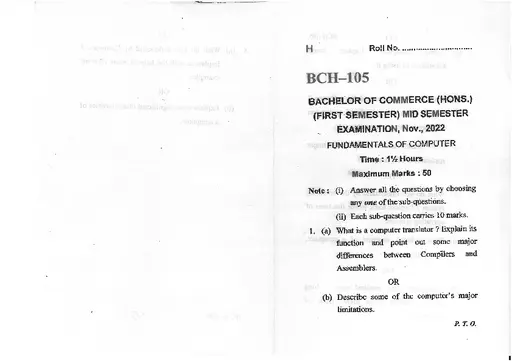 H Roll No. ..............................
BCH–105
BACHELOR OF COMMERCE (HONS.)
(FIRST SEMESTER) MID SEMESTER
EXAMINATION, Nov., 2022
FUNDAMENTALS OF COMPUTER
Time : 1½ Hours
Maximum Marks : 50
Note : (i) Answer all the questions by choosing
any one of the sub-questions.
(ii) Each sub-question carries 10 marks.
1. (a) What is a computer translator ? Explain its
function and point out some major
differences between Compilers and
Assemblers.
OR
(b) Describe some of the computer's major
limitations.
P. T. O.